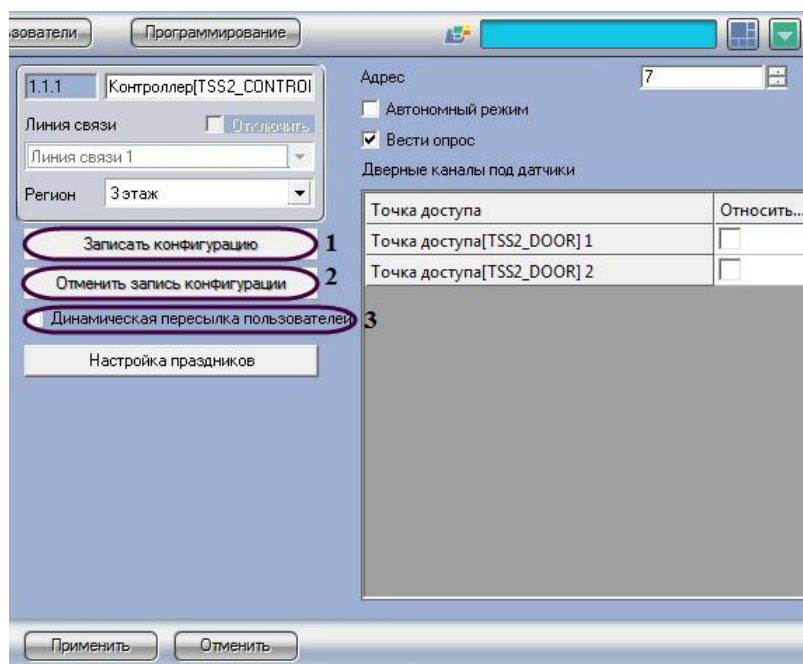 зователи Программирование
1.1.1 Контроллер[TSS2_CONTROI
Линия связи Отключить
Линия связи 1
Регион 3 этаж
Записать конфигурацию 1
Отменить запись конфигурации 2
Динамическая пересылка пользователей 3
Настройка праздников
Адрес 7
Автономный режим
Вести опрос
Дверные каналы под датчики
Точка доступа Относить...
Точка доступа[TSS2_DOOR] 1
Точка доступа[TSS2_DOOR] 2
Применить Отменить